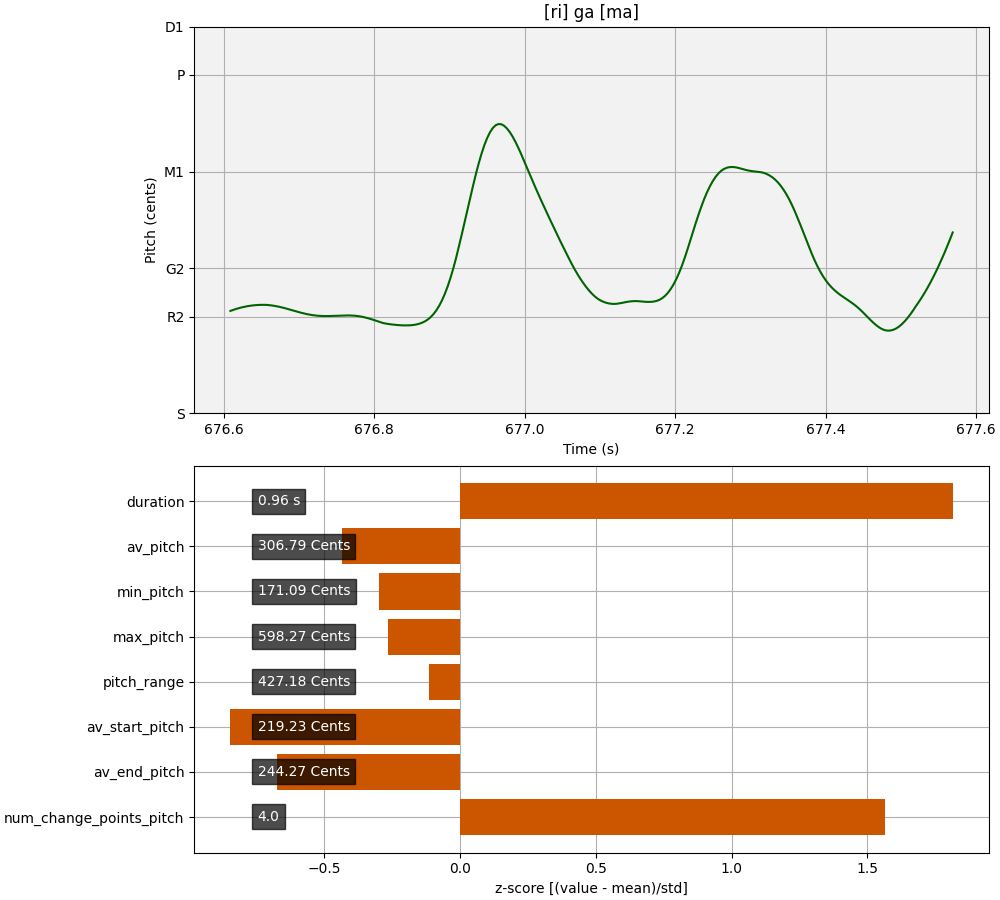 [ri] ga [ma]
D1
P
M1
G2
R2
S
Pitch (cents)
676.6 676.8 677.0 677.2 677.4 677.6
Time (s)
duration 0.96 s
av_pitch 306.79 Cents
min_pitch 171.09 Cents
max_pitch 598.27 Cents
pitch_range 427.18 Cents
av_start_pitch 219.23 Cents
av_end_pitch 244.27 Cents
num_change_points_pitch 4.0
−0.5 0.0 0.5 1.0 1.5
z-score [(value - mean)/std]